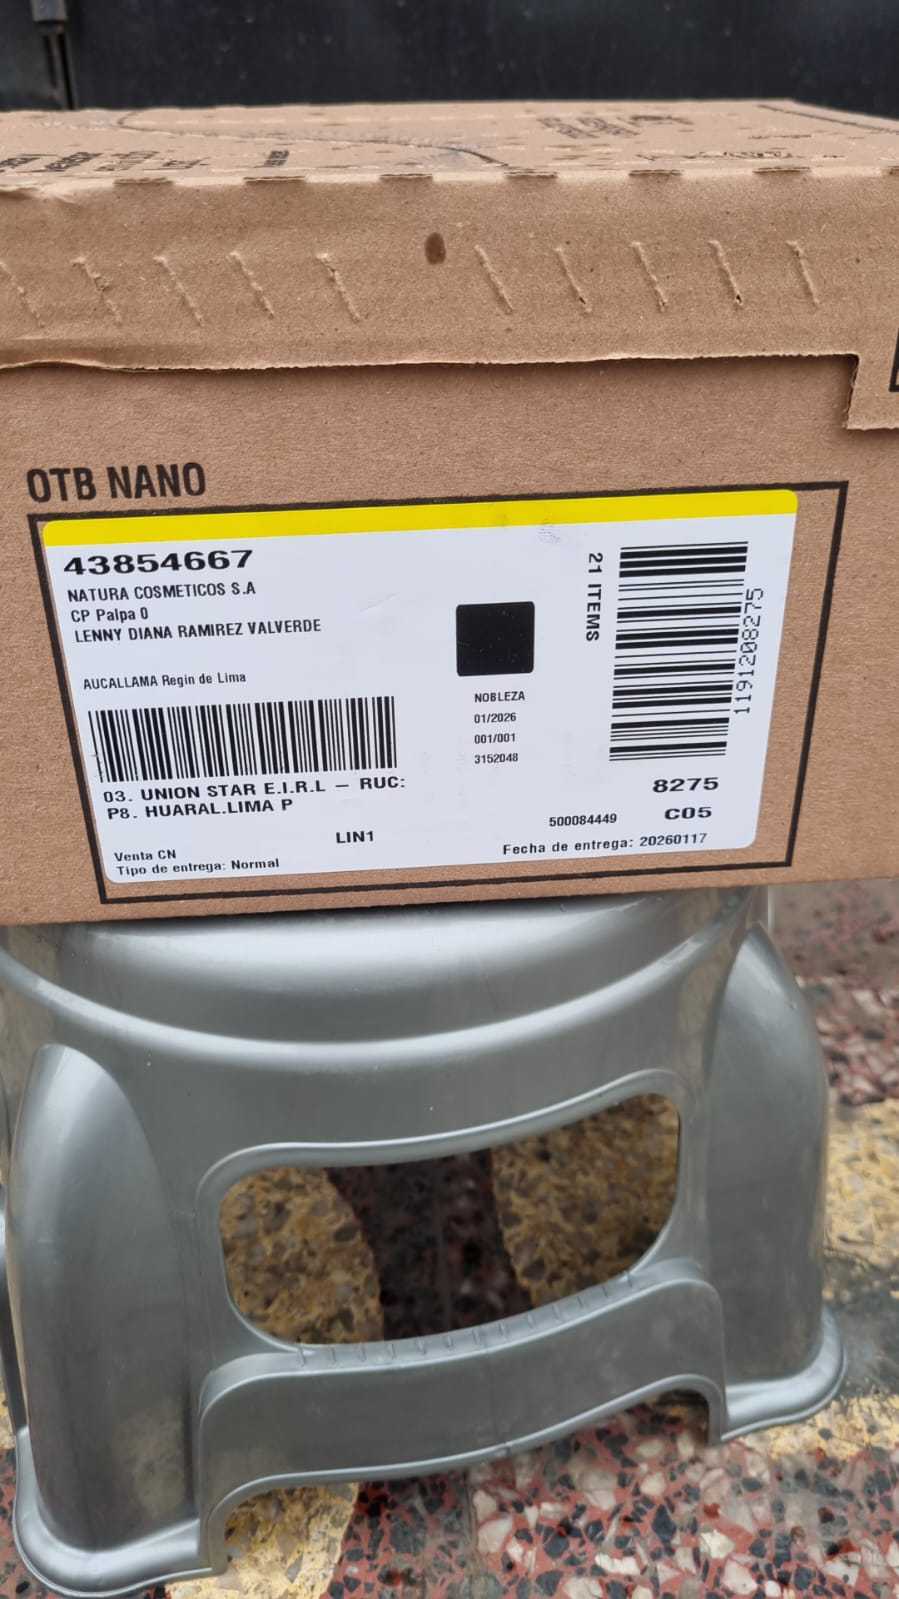 OTB NANO
43854667
NATURA COSMETICOS S.A
CP Palpa 0
LENNY DIANA RAMIREZ VALVERDE
AUCALLAMA Regin de Lima
03. UNION STAR E.I.R.L – RUC:
P8. HUARAL.LIMA P
LIN1
Venta CN
Tipo de entrega: Normal
NOBLEZA
01/2026
001/001
3152048
21 ITEMS
1191208275
8275
500084449
C05
Fecha de entrega: 20260117